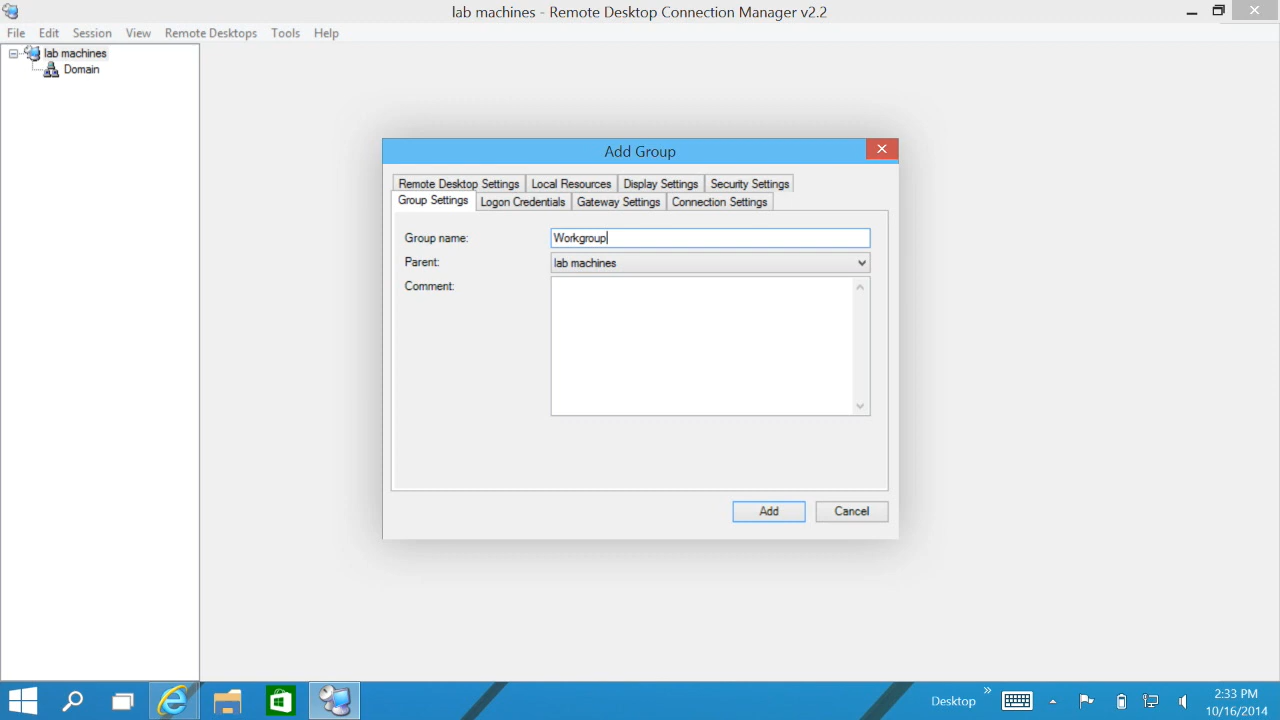 lab machines - Remote Desktop Connection Manager v2.2
File Edit Session View Remote Desktops Tools Help
lab machines
Domain
Add Group
Remote Desktop Settings Local Resources Display Settings Security Settings
Group Settings Logon Credentials Gateway Settings Connection Settings
Group name: Workgroup
Parent: lab machines
Comment:
Add Cancel
Desktop
2:33 PM
10/16/2014